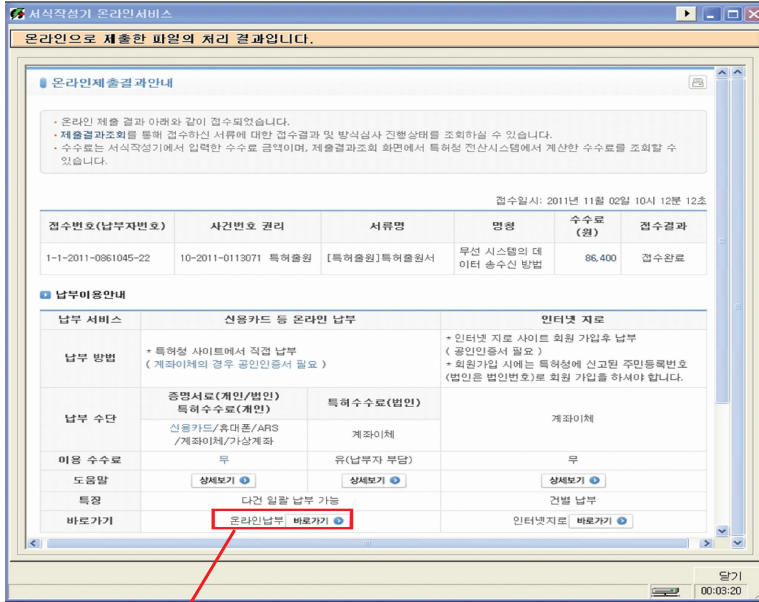 서식작성기 온라인서비스
온라인으로 제출한 파일의 처리 결과입니다.
온라인제출결과안내
· 온라인 제출 결과 아래와 같이 접수되었습니다.
· 제출결과조회를 통해 접수하신 서류에 대한 접수결과 및 방식심사 진행상태를 조회하실 수 있습니다.
· 수수료는 서식작성기에서 입력한 수수료 금액이며, 제출결과조회 화면에서 특허청 전산시스템에서 계산한 수수료를 조회할 수
있습니다.
접수일시: 2011년 11월 02일 10시 12분 12초
접수번호(납부자번호) 사건번호 권리 서류명 명칭 수수료
(원) 접수결과
1-1-2011-0861045-22 10-2011-0113071 특허출원 [특허출원]특허출원서 무선 시스템의 데
이터 송수신 방법 86,400 접수완료
납부이용안내
납부 서비스 신용카드 등 온라인 납부 인터넷 지로
납부 방법 * 특허청 사이트에서 직접 납부
( 계좌이체의 경우 공인인증서 필요 )
* 인터넷 지로 사이트 회원 가입후 납부
( 공인인증서 필요 )
* 회원가입 시에는 특허청에 신고된 주민등록번호
(법인은 법인번호)로 회원 가입을 하셔야 합니다.
납부 수단 증명서료(개인/법인)
특허수수료(개인) 특허수수료(법인)
신용카드/휴대폰/ARS
/계좌이체/가상계좌 계좌이체 계좌이체
이용 수수료 무 유(납부자 부담) 무
도움말 상세보기 상세보기 상세보기
특징 다건 일괄 납부 가능 건별 납부
바로가기 온라인납부 바로가기 인터넷지로 바로가기
닫기
00:03:20